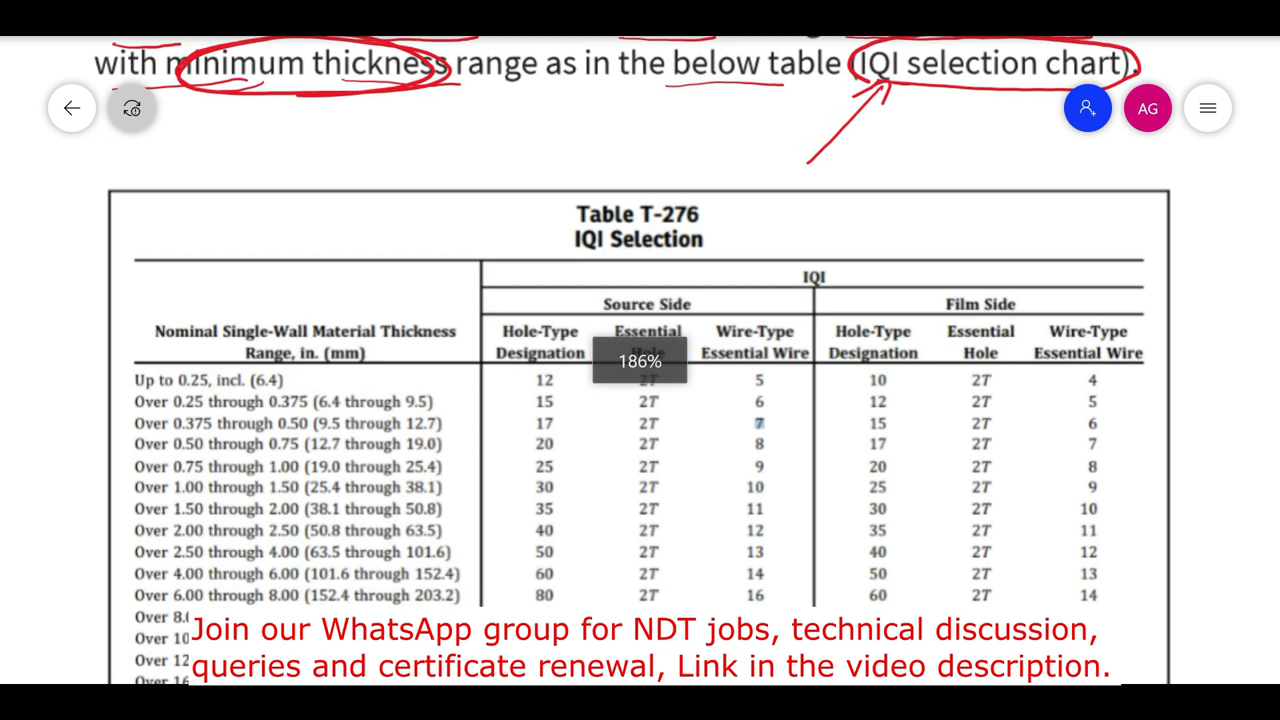 with minimum thickness range as in the below table (IQI selection chart).
AG
Table T-276
IQI Selection
IQI
Source Side Film Side
Nominal Single-Wall Material Thickness Hole-Type Essential Wire-Type Hole-Type Essential Wire-Type
Range, in. (mm) Designation Essential Wire Designation Hole Essential Wire
186%
Up to 0.25, incl. (6.4) 12 2T 5 10 2T 4
Over 0.25 through 0.375 (6.4 through 9.5) 15 2T 6 12 2T 5
Over 0.375 through 0.50 (9.5 through 12.7) 17 2T 7 15 2T 6
Over 0.50 through 0.75 (12.7 through 19.0) 20 2T 8 17 2T 7
Over 0.75 through 1.00 (19.0 through 25.4) 25 2T 9 20 2T 8
Over 1.00 through 1.50 (25.4 through 38.1) 30 2T 10 25 2T 9
Over 1.50 through 2.00 (38.1 through 50.8) 35 2T 11 30 2T 10
Over 2.00 through 2.50 (50.8 through 63.5) 40 2T 12 35 2T 11
Over 2.50 through 4.00 (63.5 through 101.6) 50 2T 13 40 2T 12
Over 4.00 through 6.00 (101.6 through 152.4) 60 2T 14 50 2T 13
Over 6.00 through 8.00 (152.4 through 203.2) 80 2T 16 60 2T 14
Over 8.
Over 10
Over 12
Over 16
Join our WhatsApp group for NDT jobs, technical discussion,
queries and certificate renewal, Link in the video description.